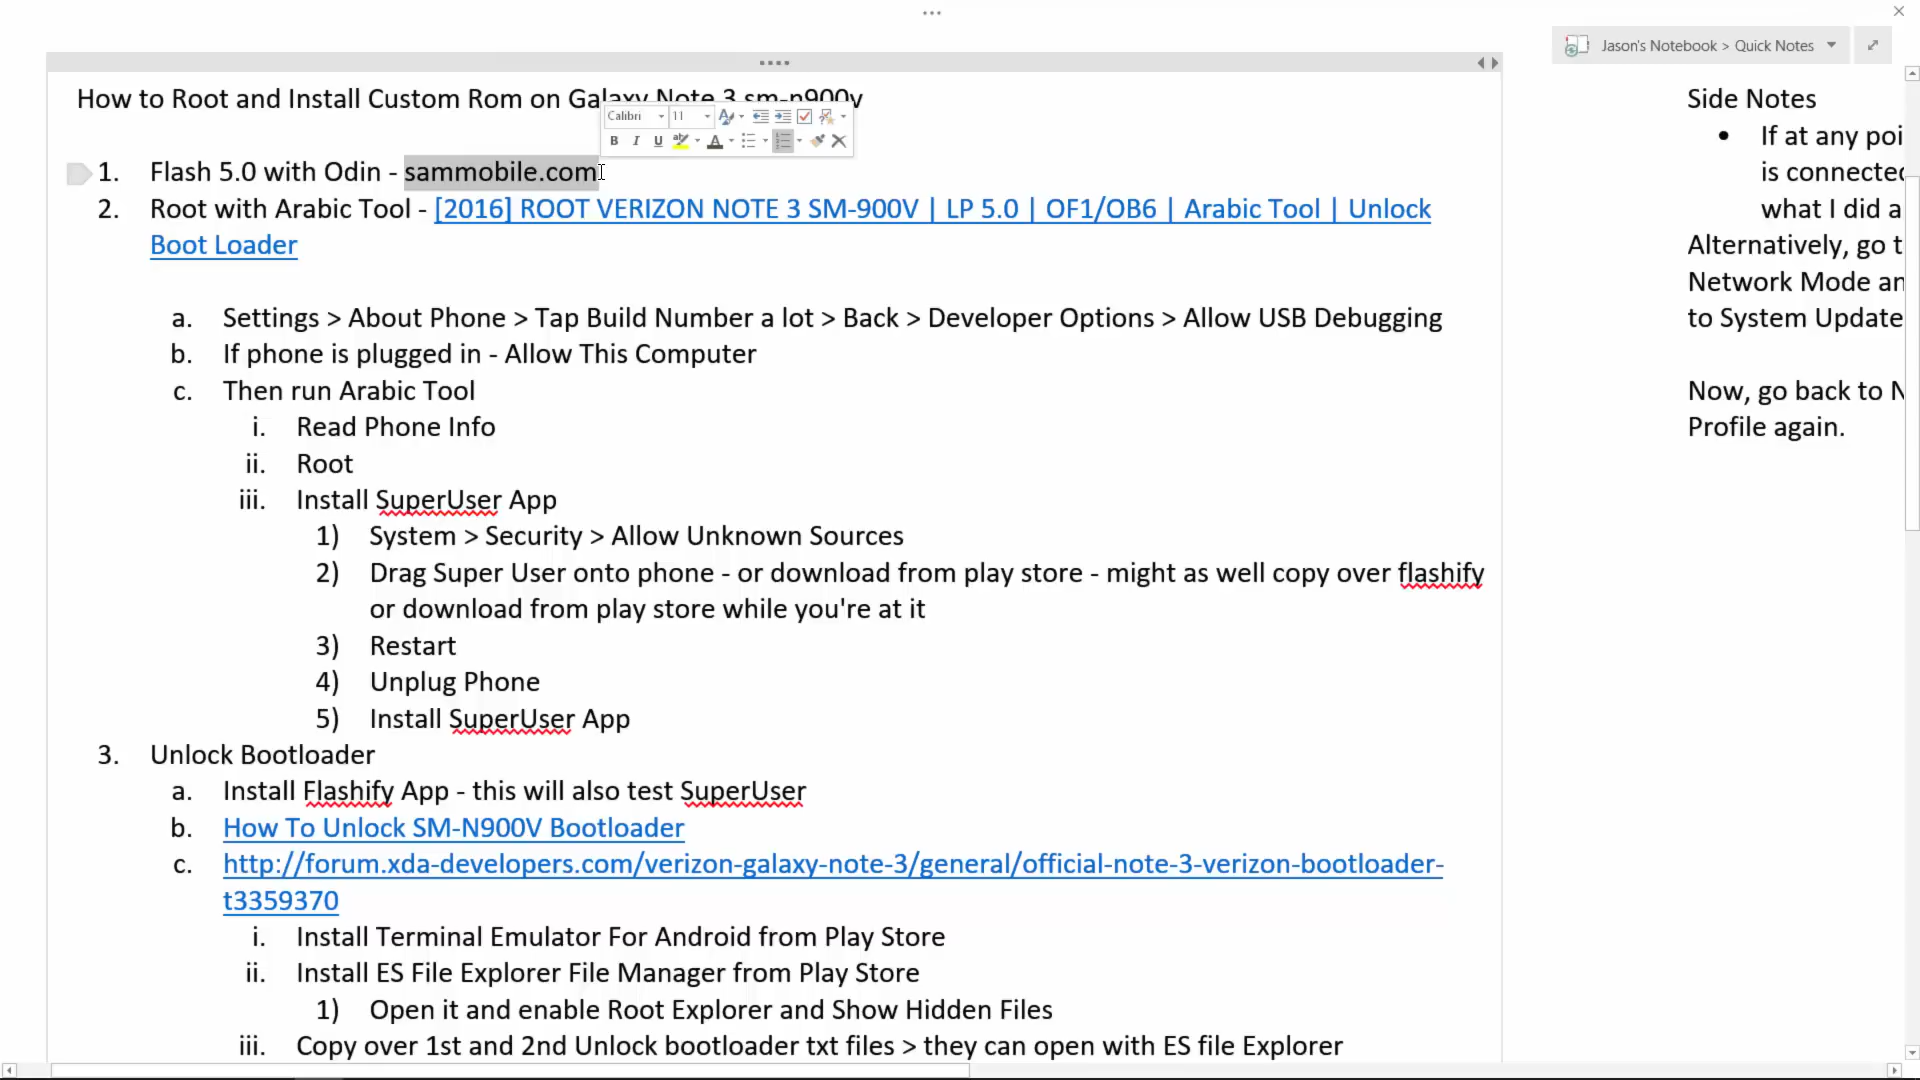 Jason's Notebook > Quick Notes
How to Root and Install Custom Rom on Galaxy Note 3 sm-n900v
Calibri 11
B I U
1. Flash 5.0 with Odin - sammobile.com
2. Root with Arabic Tool - [2016] ROOT VERIZON NOTE 3 SM-900V | LP 5.0 | OF1/OB6 | Arabic Tool | Unlock
Boot Loader
a. Settings > About Phone > Tap Build Number a lot > Back > Developer Options > Allow USB Debugging
b. If phone is plugged in - Allow This Computer
c. Then run Arabic Tool
i. Read Phone Info
ii. Root
iii. Install SuperUser App
1) System > Security > Allow Unknown Sources
2) Drag Super User onto phone - or download from play store - might as well copy over flashify
or download from play store while you're at it
3) Restart
4) Unplug Phone
5) Install SuperUser App
3. Unlock Bootloader
a. Install Flashify App - this will also test SuperUser
b. How To Unlock SM-N900V Bootloader
c. http://forum.xda-developers.com/verizon-galaxy-note-3/general/official-note-3-verizon-bootloader-
t3359370
i. Install Terminal Emulator For Android from Play Store
ii. Install ES File Explorer File Manager from Play Store
1) Open it and enable Root Explorer and Show Hidden Files
iii. Copy over 1st and 2nd Unlock bootloader txt files > they can open with ES file Explorer
Side Notes
• If at any poi
is connected
what I did a
Alternatively, go t
Network Mode an
to System Update
Now, go back to N
Profile again.